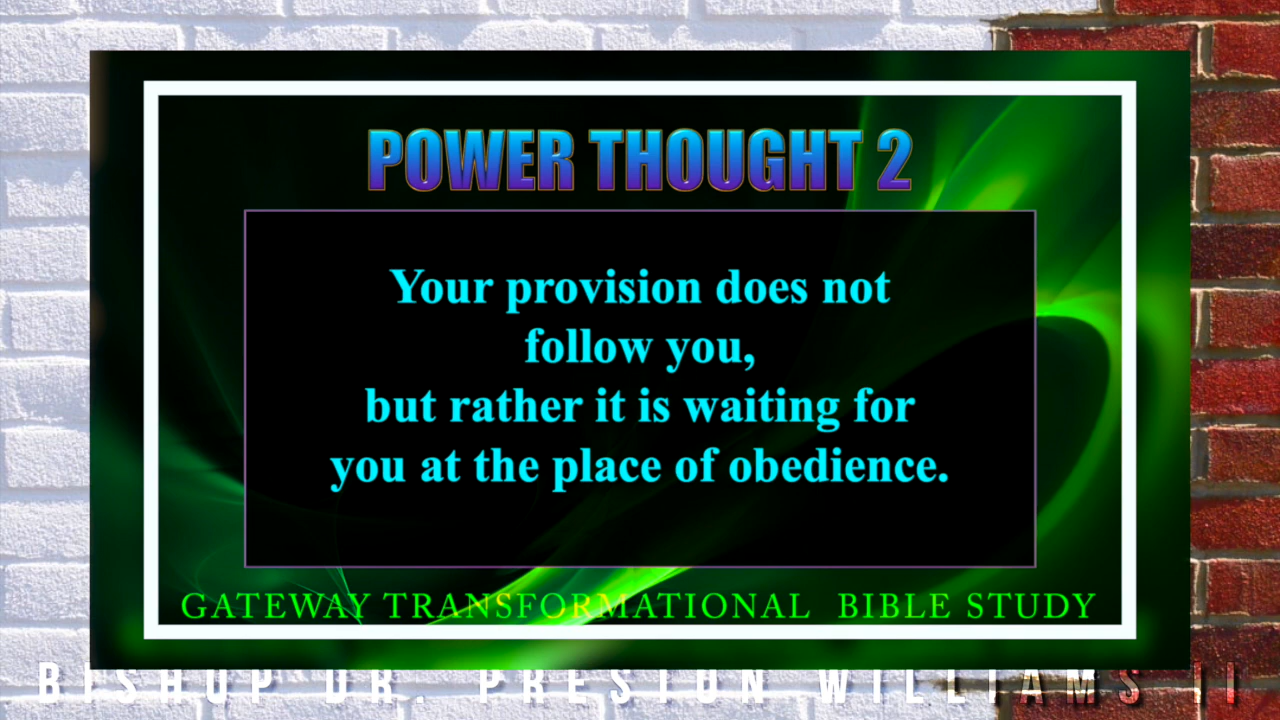 POWER THOUGHT 2
Your provision does not
follow you,
but rather it is waiting for
you at the place of obedience.
GATEWAY TRANSFORMATIONAL BIBLE STUDY
BISHOP DR. PRESTON WILLIAMS II